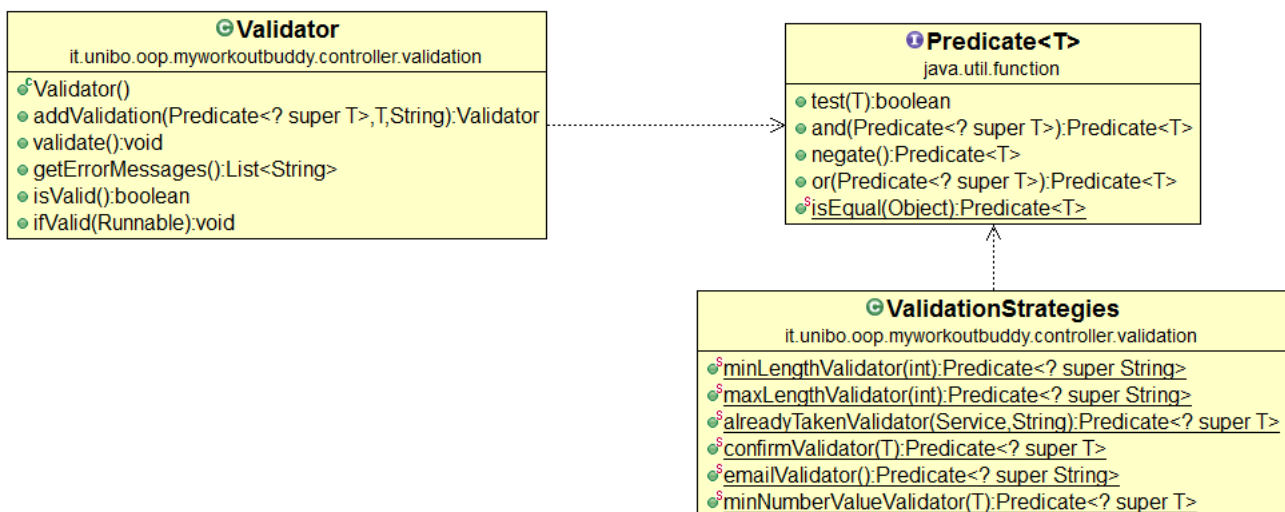 Validator
it.unibo.oop.myworkoutbuddy.controller.validation
Validator()
addValidation(Predicate<? super T>,T,String):Validator
validate():void
getErrorMessages():List<String>
isValid():boolean
ifValid(Runnable):void
Predicate<T>
java.util.function
test(T):boolean
and(Predicate<? super T>):Predicate<T>
negate():Predicate<T>
or(Predicate<? super T>):Predicate<T>
isEqual(Object):Predicate<T>
ValidationStrategies
it.unibo.oop.myworkoutbuddy.controller.validation
minLengthValidator(int):Predicate<? super String>
maxLengthValidator(int):Predicate<? super String>
alreadyTakenValidator(Service,String):Predicate<? super T>
confirmValidator(T):Predicate<? super T>
emailValidator():Predicate<? super String>
minNumberValueValidator(T):Predicate<? super T>